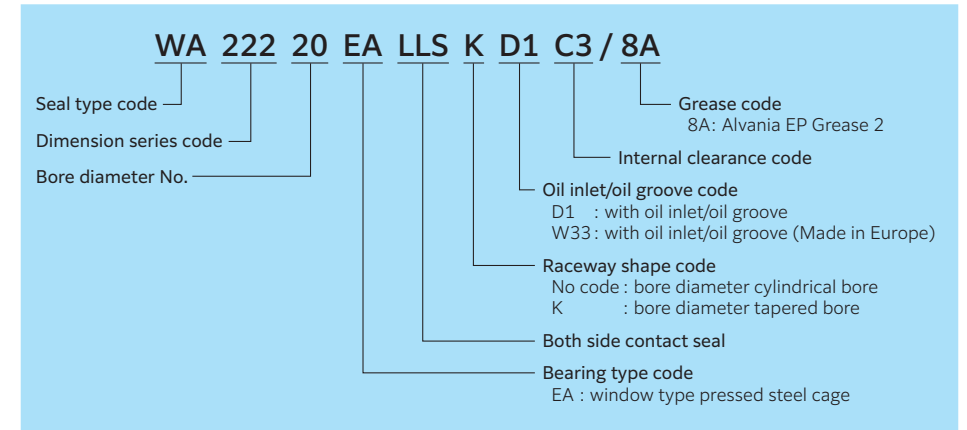 WA 222 20 EA LLS K D1 C3 / 8A
Seal type code
Dimension series code
Bore diameter No.
Grease code
8A: Alvania EP Grease 2
Internal clearance code
Oil inlet/oil groove code
D1 : with oil inlet/oil groove
W33 : with oil inlet/oil groove (Made in Europe)
Raceway shape code
No code : bore diameter cylindrical bore
K : bore diameter tapered bore
Both side contact seal
Bearing type code
EA : window type pressed steel cage